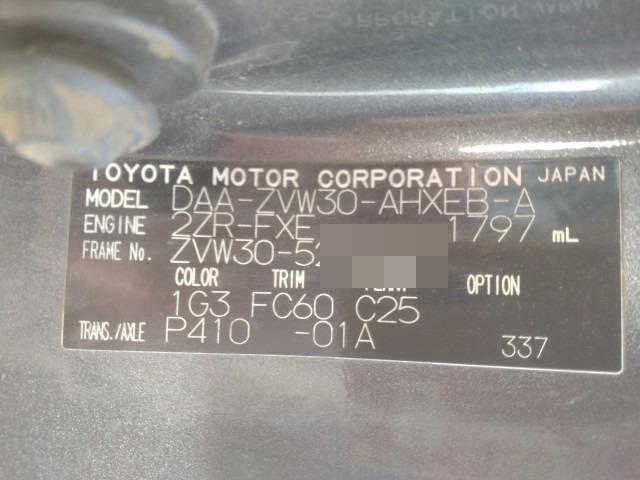 TOYOTA MOTOR CORPORATION JAPAN
MODEL DAA-ZVW30-AHXEB-A
ENGINE 2ZR-FXE 1797 mL
FRAME No. ZVW30-52
COLOR TRIM OPTION
1G3 FC60 C25
TRANS./AXLE P410 -01A 337